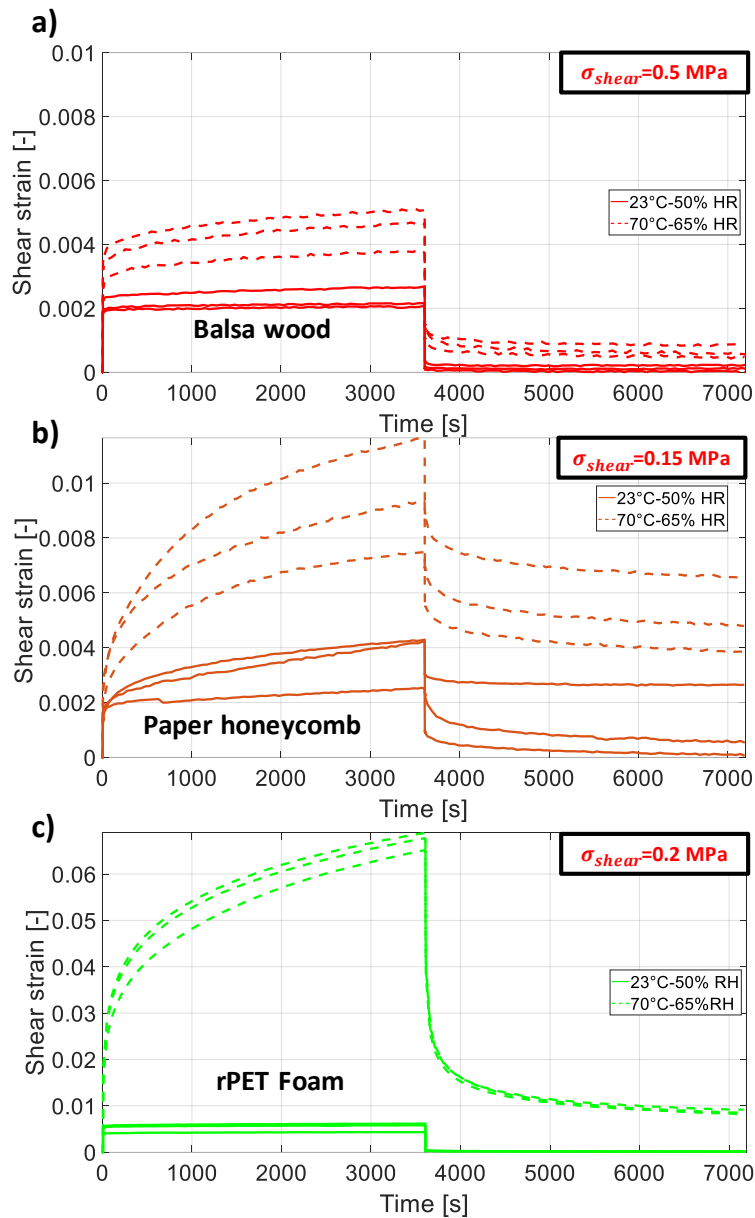 a)
σ_shear=0.5 MPa
0.01
0.008
0.006
0.004
0.002
0
Shear strain [-]
23°C-50% HR
70°C-65% HR
Balsa wood
0 1000 2000 3000 4000 5000 6000 7000
Time [s]
b)
σ_shear=0.15 MPa
0.01
0.008
0.006
0.004
0.002
0
Shear strain [-]
23°C-50% HR
70°C-65% HR
Paper honeycomb
0 1000 2000 3000 4000 5000 6000 7000
Time [s]
c)
σ_shear=0.2 MPa
0.06
0.05
0.04
0.03
0.02
0.01
0
Shear strain [-]
23°C-50% RH
70°C-65%RH
rPET Foam
0 1000 2000 3000 4000 5000 6000 7000
Time [s]